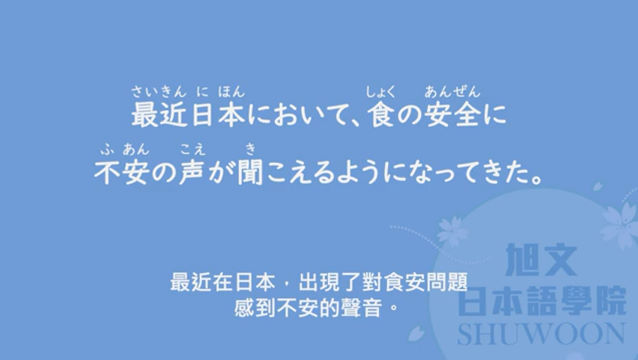 さいきん に ほん しょく あんぜん
最近日本において、食の安全に
ふ あん こえ き
不安の声が聞こえるようになってきた。
最近在日本，出現了對食安問題
感到不安的聲音。
旭文
日本語學院
SHUWOON